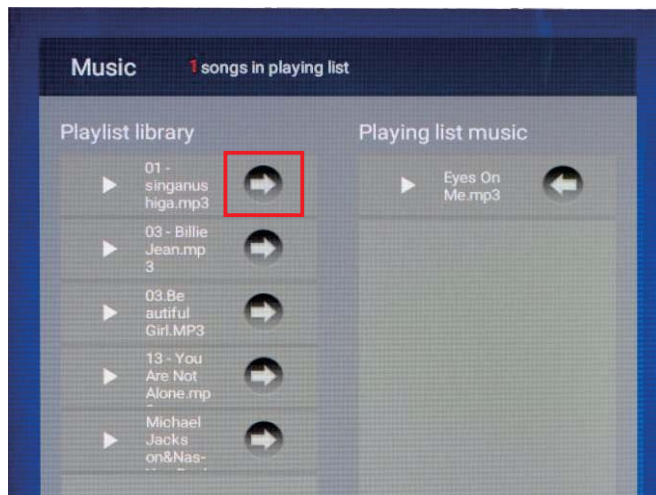 Music
1 songs in playing list
Playlist library
Playing list music
01 -
singanus
higa.mp3
Eyes On
Me.mp3
03 - Billie
Jean.mp
3
03.Be
autiful
Girl.MP3
13 - You
Are Not
Alone.mp
Michael
Jacks
on&Nas-